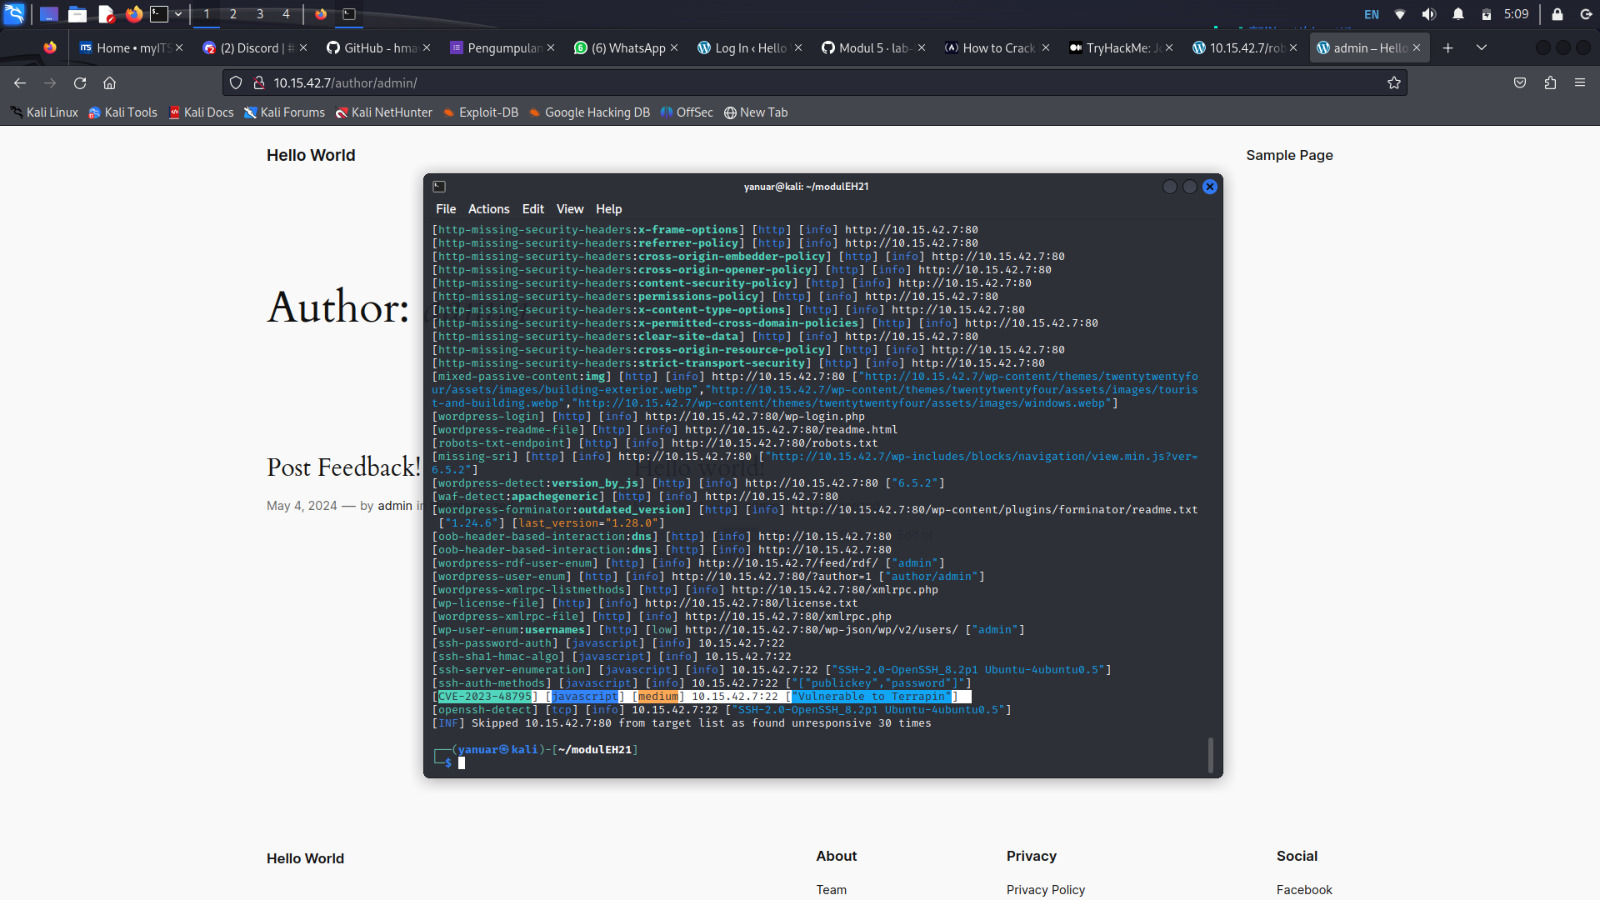 1 2 3 4 EN 5:09
Home • myITS (2) Discord | # GitHub - hma Pengumpulan (6) WhatsApp Log In ‹ Hello Modul 5 - lab- How to Crack TryHackMe: J 10.15.42.7/rob admin – Hello
10.15.42.7/author/admin/
Kali Linux Kali Tools Kali Docs Kali Forums Kali NetHunter Exploit-DB Google Hacking DB OffSec New Tab
Hello World Sample Page
yanuar@kali: ~/modulEH21
File Actions Edit View Help
[http-missing-security-headers:x-frame-options] [http] [info] http://10.15.42.7:80
[http-missing-security-headers:referrer-policy] [http] [info] http://10.15.42.7:80
[http-missing-security-headers:cross-origin-embedder-policy] [http] [info] http://10.15.42.7:80
[http-missing-security-headers:cross-origin-opener-policy] [http] [info] http://10.15.42.7:80
[http-missing-security-headers:content-security-policy] [http] [info] http://10.15.42.7:80
[http-missing-security-headers:permissions-policy] [http] [info] http://10.15.42.7:80
[http-missing-security-headers:x-content-type-options] [http] [info] http://10.15.42.7:80
[http-missing-security-headers:x-permitted-cross-domain-policies] [http] [info] http://10.15.42.7:80
[http-missing-security-headers:clear-site-data] [http] [info] http://10.15.42.7:80
[http-missing-security-headers:cross-origin-resource-policy] [http] [info] http://10.15.42.7:80
[http-missing-security-headers:strict-transport-security] [http] [info] http://10.15.42.7:80
[mixed-passive-content:img] [http] [info] http://10.15.42.7:80 ["http://10.15.42.7/wp-content/themes/twentytwentyfo
ur/assets/images/building-exterior.webp","http://10.15.42.7/wp-content/themes/twentytwentyfour/assets/images/touris
t-and-building.webp","http://10.15.42.7/wp-content/themes/twentytwentyfour/assets/images/windows.webp"]
[wordpress-login] [http] [info] http://10.15.42.7:80/wp-login.php
[wordpress-readme-file] [http] [info] http://10.15.42.7:80/readme.html
[robots-txt-endpoint] [http] [info] http://10.15.42.7:80/robots.txt
[missing-sri] [http] [info] http://10.15.42.7:80 ["http://10.15.42.7/wp-includes/blocks/navigation/view.min.js?ver=
6.5.2"]
[wordpress-detect:version_by_js] [http] [info] http://10.15.42.7:80 ["6.5.2"]
[waf-detect:apachegeneric] [http] [info] http://10.15.42.7:80
[wordpress-forminator:outdated_version] [http] [info] http://10.15.42.7:80/wp-content/plugins/forminator/readme.txt
["1.24.6"] [last_version="1.28.0"]
[oob-header-based-interaction:dns] [http] [info] http://10.15.42.7:80
[oob-header-based-interaction:dns] [http] [info] http://10.15.42.7:80
[wordpress-rdf-user-enum] [http] [info] http://10.15.42.7/feed/rdf/ ["admin"]
[wordpress-user-enum] [http] [info] http://10.15.42.7:80/?author=1 ["author/admin"]
[wordpress-xmlrpc-listmethods] [http] [info] http://10.15.42.7:80/xmlrpc.php
[wp-license-file] [http] [info] http://10.15.42.7:80/license.txt
[wordpress-xmlrpc-file] [http] [info] http://10.15.42.7:80/xmlrpc.php
[wp-user-enum:usernames] [http] [low] http://10.15.42.7:80/wp-json/wp/v2/users/ ["admin"]
[ssh-password-auth] [javascript] [info] 10.15.42.7:22
[ssh-sha1-hmac-algo] [javascript] [info] 10.15.42.7:22
[ssh-server-enumeration] [javascript] [info] 10.15.42.7:22 ["SSH-2.0-OpenSSH_8.2p1 Ubuntu-4ubuntu0.5"]
[ssh-auth-methods] [javascript] [info] 10.15.42.7:22 ["["publickey","password"]"]
[CVE-2023-48795] [javascript] [medium] 10.15.42.7:22 ["Vulnerable to Terrapin"]
[openssh-detect] [tcp] [info] 10.15.42.7:22 ["SSH-2.0-OpenSSH_8.2p1 Ubuntu-4ubuntu0.5"]
[INF] Skipped 10.15.42.7:80 from target list as found unresponsive 30 times
┌──(yanuar㉿kali)-[~/modulEH21]
└─$
Author:
Post Feedback! Hello world!
May 4, 2024 — by admin in
Hello World
About Privacy Social
Team Privacy Policy Facebook